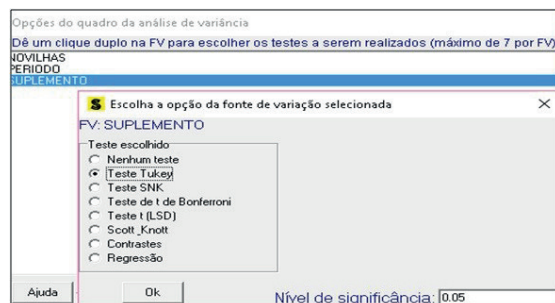 Opções do quadro da análise de variância
Dê um clique duplo na FV para escolher os testes a serem realizados (máximo de 7 por FV)
NOVILHAS
PERIODO
SUPLEMENTO
S Escolha a opção da fonte de variação selecionada
FV: SUPLEMENTO
Teste escolhido
Nenhum teste
Teste Tukey
Teste SNK
Teste de t de Bonferroni
Teste t (LSD)
Scott_Knott
Contrastes
Regressão
Ajuda
Ok
Nível de significância: 0.05